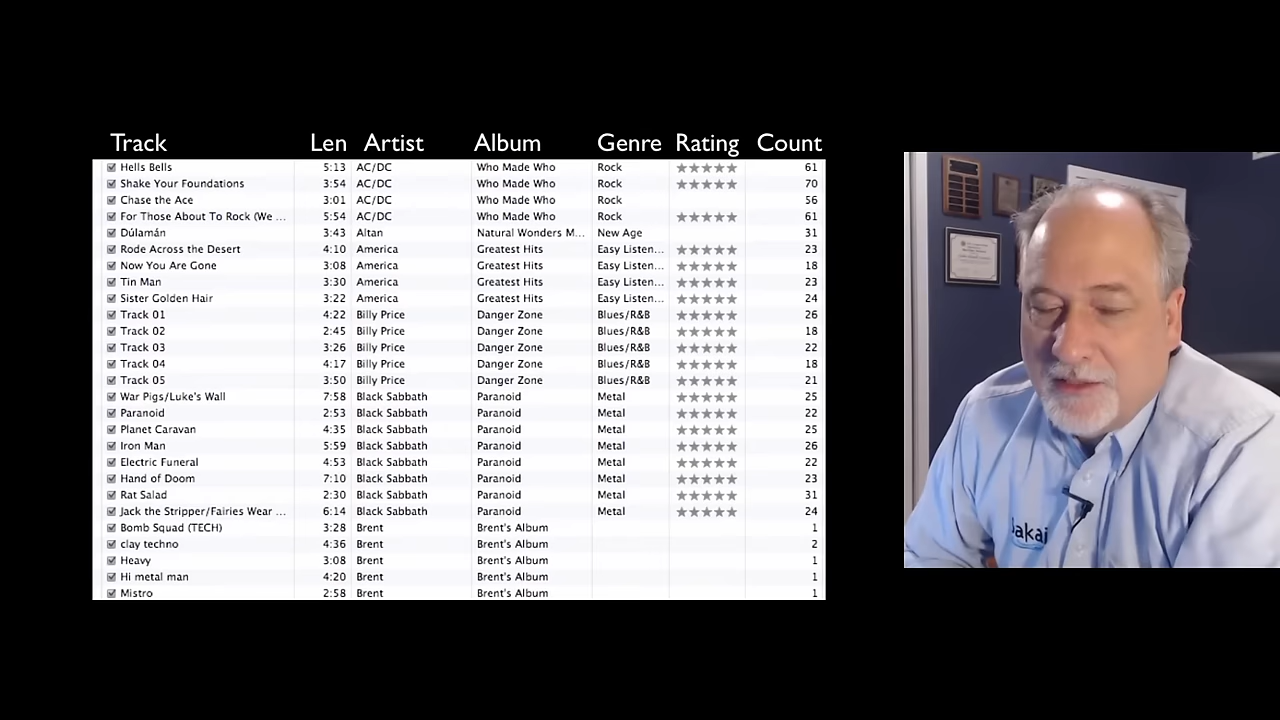 Track Len Artist Album Genre Rating Count
Hells Bells 5:13 AC/DC Who Made Who Rock ★★★★★ 61
Shake Your Foundations 3:54 AC/DC Who Made Who Rock ★★★★★ 70
Chase the Ace 3:01 AC/DC Who Made Who Rock 56
For Those About To Rock (We ... 5:54 AC/DC Who Made Who Rock ★★★★★ 61
Dúlamán 3:43 Altan Natural Wonders M... New Age 31
Rode Across the Desert 4:10 America Greatest Hits Easy Listen... ★★★★★ 23
Now You Are Gone 3:08 America Greatest Hits Easy Listen... ★★★★★ 18
Tin Man 3:30 America Greatest Hits Easy Listen... ★★★★★ 23
Sister Golden Hair 3:22 America Greatest Hits Easy Listen... ★★★★★ 24
Track 01 4:22 Billy Price Danger Zone Blues/R&B ★★★★★ 26
Track 02 2:45 Billy Price Danger Zone Blues/R&B ★★★★★ 18
Track 03 3:26 Billy Price Danger Zone Blues/R&B ★★★★★ 22
Track 04 4:17 Billy Price Danger Zone Blues/R&B ★★★★★ 18
Track 05 3:50 Billy Price Danger Zone Blues/R&B ★★★★★ 21
War Pigs/Luke's Wall 7:58 Black Sabbath Paranoid Metal ★★★★★ 25
Paranoid 2:53 Black Sabbath Paranoid Metal ★★★★★ 22
Planet Caravan 4:35 Black Sabbath Paranoid Metal ★★★★★ 25
Iron Man 5:59 Black Sabbath Paranoid Metal ★★★★★ 26
Electric Funeral 4:53 Black Sabbath Paranoid Metal ★★★★★ 22
Hand of Doom 7:10 Black Sabbath Paranoid Metal ★★★★★ 23
Rat Salad 2:30 Black Sabbath Paranoid Metal ★★★★★ 31
Jack the Stripper/Fairies Wear ... 6:14 Black Sabbath Paranoid Metal ★★★★★ 24
Bomb Squad (TECH) 3:28 Brent Brent's Album 1
clay techno 4:36 Brent Brent's Album 2
Heavy 3:08 Brent Brent's Album 1
Hi metal man 4:20 Brent Brent's Album 1
Mistro 2:58 Brent Brent's Album 1
akai